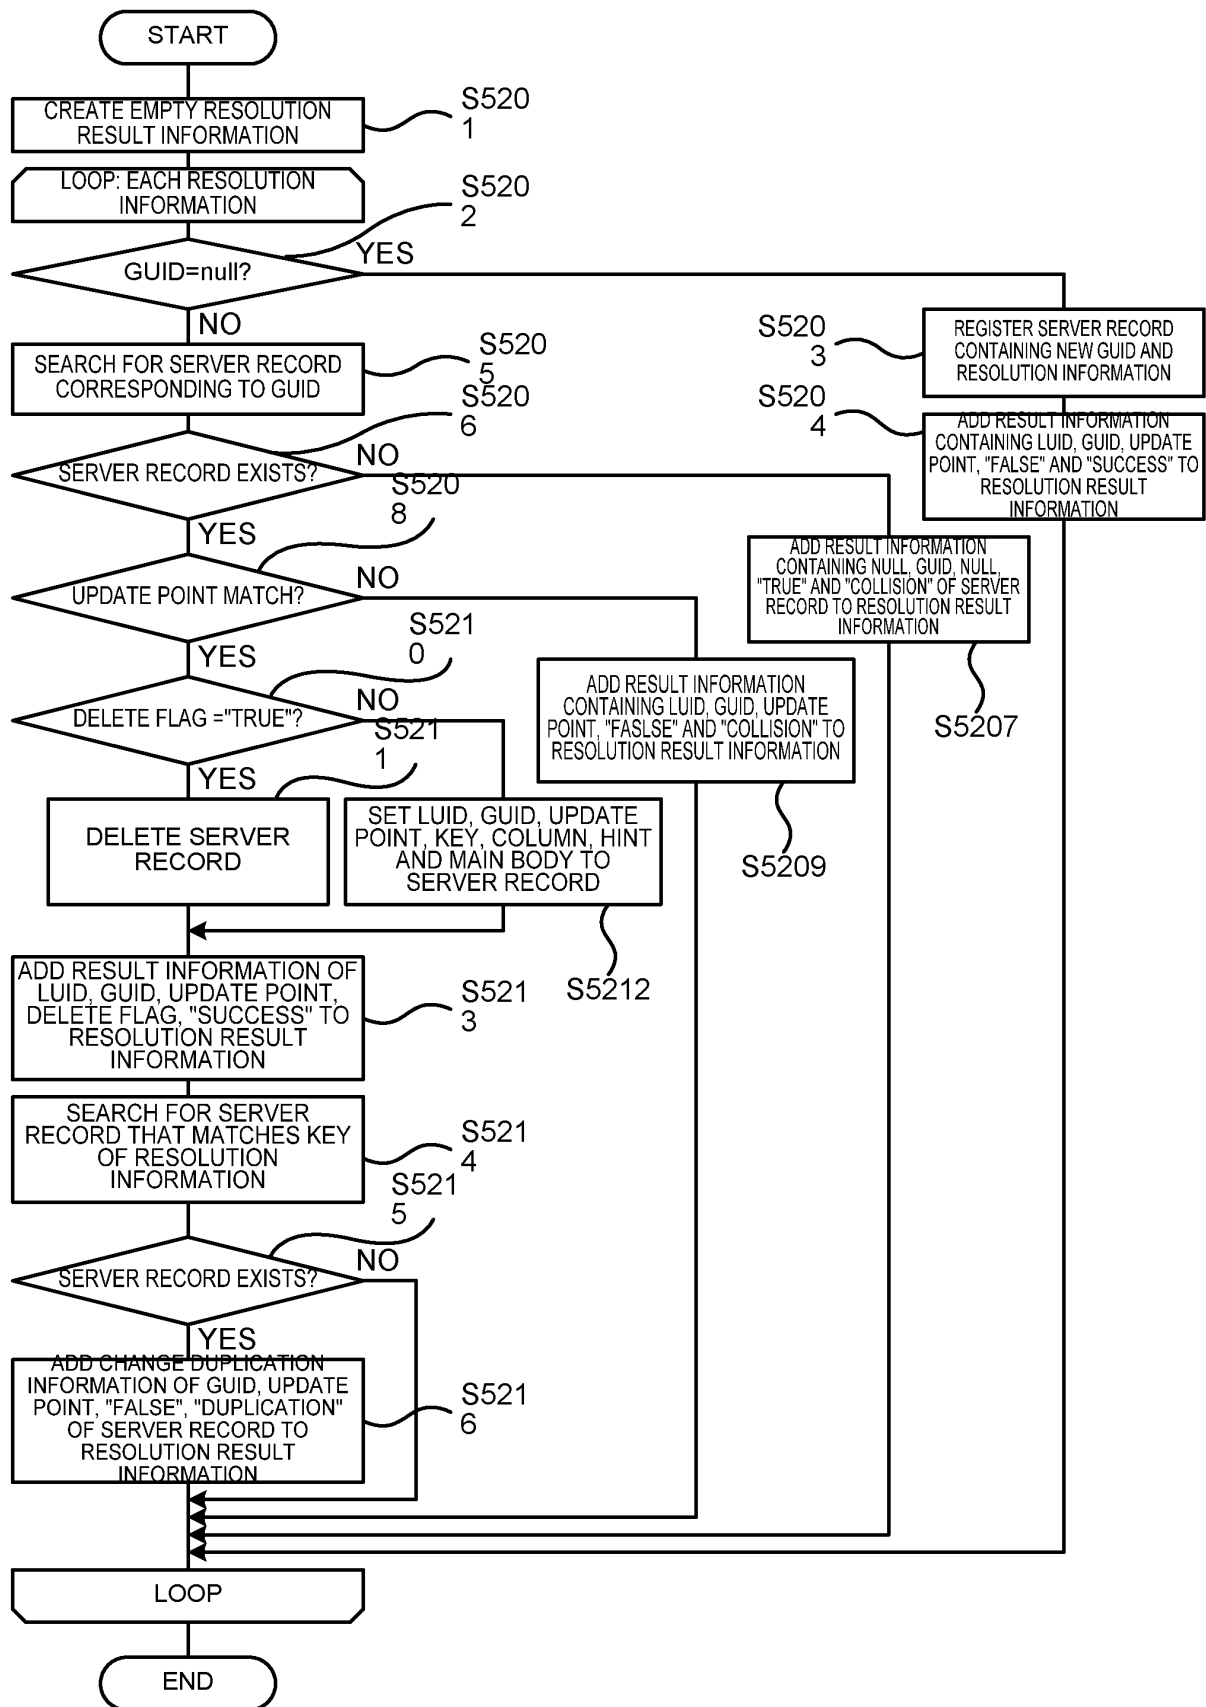 START
CREATE EMPTY RESOLUTION
RESULT INFORMATION
S520
1
LOOP: EACH RESOLUTION
INFORMATION
S520
2
GUID=null?
YES
NO
SEARCH FOR SERVER RECORD
CORRESPONDING TO GUID
S520
5
S520
3
REGISTER SERVER RECORD
CONTAINING NEW GUID AND
RESOLUTION INFORMATION
S520
4
ADD RESULT INFORMATION
CONTAINING LUID, GUID, UPDATE
POINT, "FALSE" AND "SUCCESS" TO
RESOLUTION RESULT
INFORMATION
S520
6
SERVER RECORD EXISTS?
NO
YES
ADD RESULT INFORMATION
CONTAINING NULL, GUID, NULL,
"TRUE" AND "COLLISION" OF SERVER
RECORD TO RESOLUTION RESULT
INFORMATION
S5207
S520
8
UPDATE POINT MATCH?
NO
YES
ADD RESULT INFORMATION
CONTAINING LUID, GUID, UPDATE
POINT, "FASLSE" AND "COLLISION" TO
RESOLUTION RESULT INFORMATION
S5209
S521
0
DELETE FLAG ="TRUE"?
NO
YES
S521
1
DELETE SERVER
RECORD
SET LUID, GUID, UPDATE
POINT, KEY, COLUMN, HINT
AND MAIN BODY TO
SERVER RECORD
S5212
ADD RESULT INFORMATION OF
LUID, GUID, UPDATE POINT,
DELETE FLAG, "SUCCESS" TO
RESOLUTION RESULT
INFORMATION
S521
3
SEARCH FOR SERVER
RECORD THAT MATCHES KEY
OF RESOLUTION
INFORMATION
S521
4
S521
5
SERVER RECORD EXISTS?
NO
YES
ADD CHANGE DUPLICATION
INFORMATION OF GUID, UPDATE
POINT, "FALSE", "DUPLICATION"
OF SERVER RECORD TO
RESOLUTION RESULT
INFORMATION
S521
6
LOOP
END